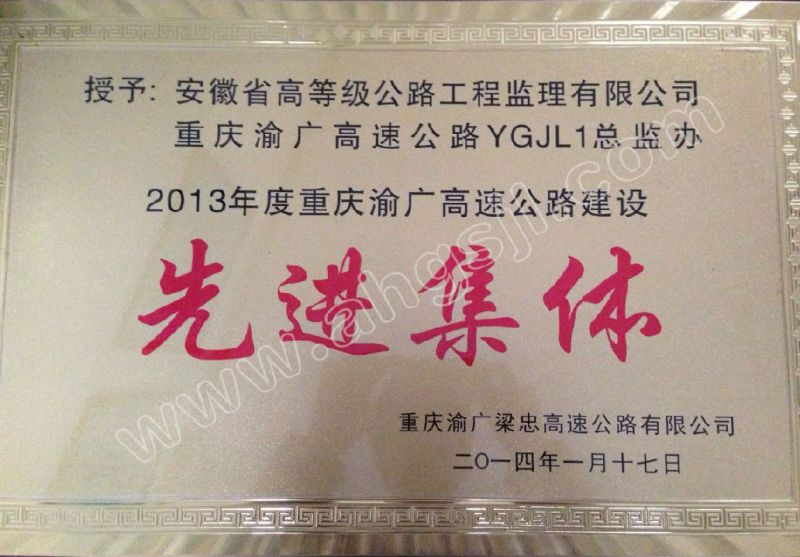 授予: 安徽省高等级公路工程监理有限公司
重庆渝广高速公路YGJL1总监办
2013年度重庆渝广高速公路建设
先进集体
重庆渝广梁忠高速公路有限公司
二〇一四年一月十七日
www.ahgsjl.com